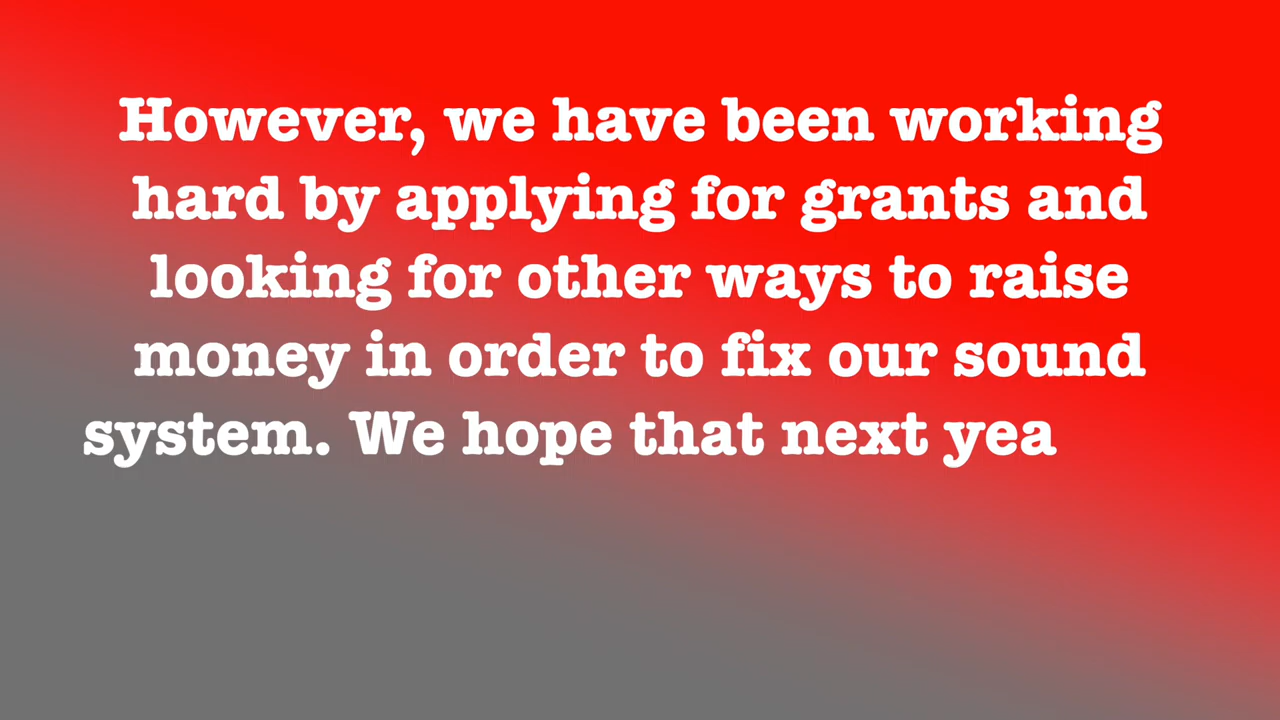 However, we have been working
hard by applying for grants and
looking for other ways to raise
money in order to fix our sound
system. We hope that next yea